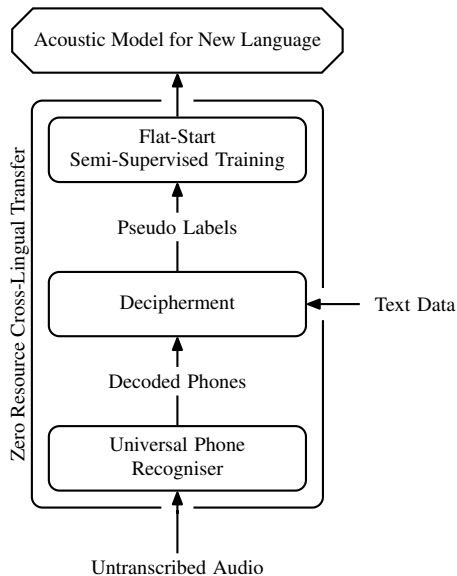 Acoustic Model for New Language
Flat-Start
Semi-Supervised Training
Pseudo Labels
Decipherment
Text Data
Decoded Phones
Universal Phone
Recogniser
Untranscribed Audio
Zero Resource Cross-Lingual Transfer